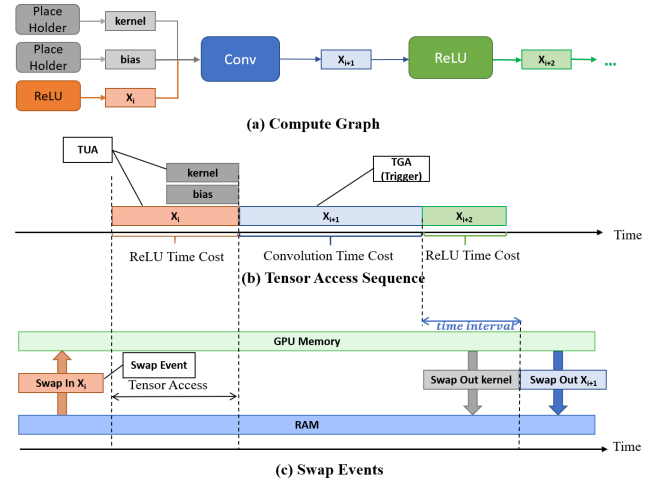 Place
Holder
kernel
Place
Holder
bias
Conv
Xi+1
ReLU
Xi+2
...
ReLU
Xi
(a) Compute Graph
TUA
TGA
(Trigger)
kernel
bias
Xi
Xi+1
Xi+2
Time
ReLU Time Cost
Convolution Time Cost
ReLU Time Cost
(b) Tensor Access Sequence
time interval
GPU Memory
Swap In Xi
Swap Event
Tensor Access
Swap Out kernel
Swap Out Xi+1
RAM
Time
(c) Swap Events